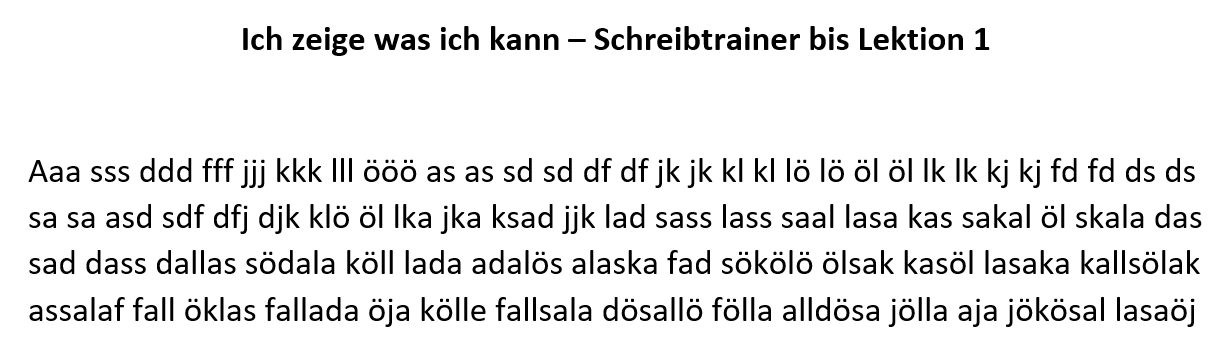 Ich zeige was ich kann – Schreibtrainer bis Lektion 1
Aaa sss ddd fff jjj kkk lll ööö as as sd sd df df jk jk kl kl lö lö öl öl lk lk kj kj fd fd ds ds
sa sa asd sdf dfj djk klö öl lka jka ksad jjk lad sass lass saal lasa kas sakal öl skala das
sad dass dallas södala köll lada adalös alaska fad sökölö ölsak kasöl lasaka kallsölak
assalaf fall öklas fallada öja kölle fallsala dösallö fölla alldösa jölla aja jökösal lasaöj